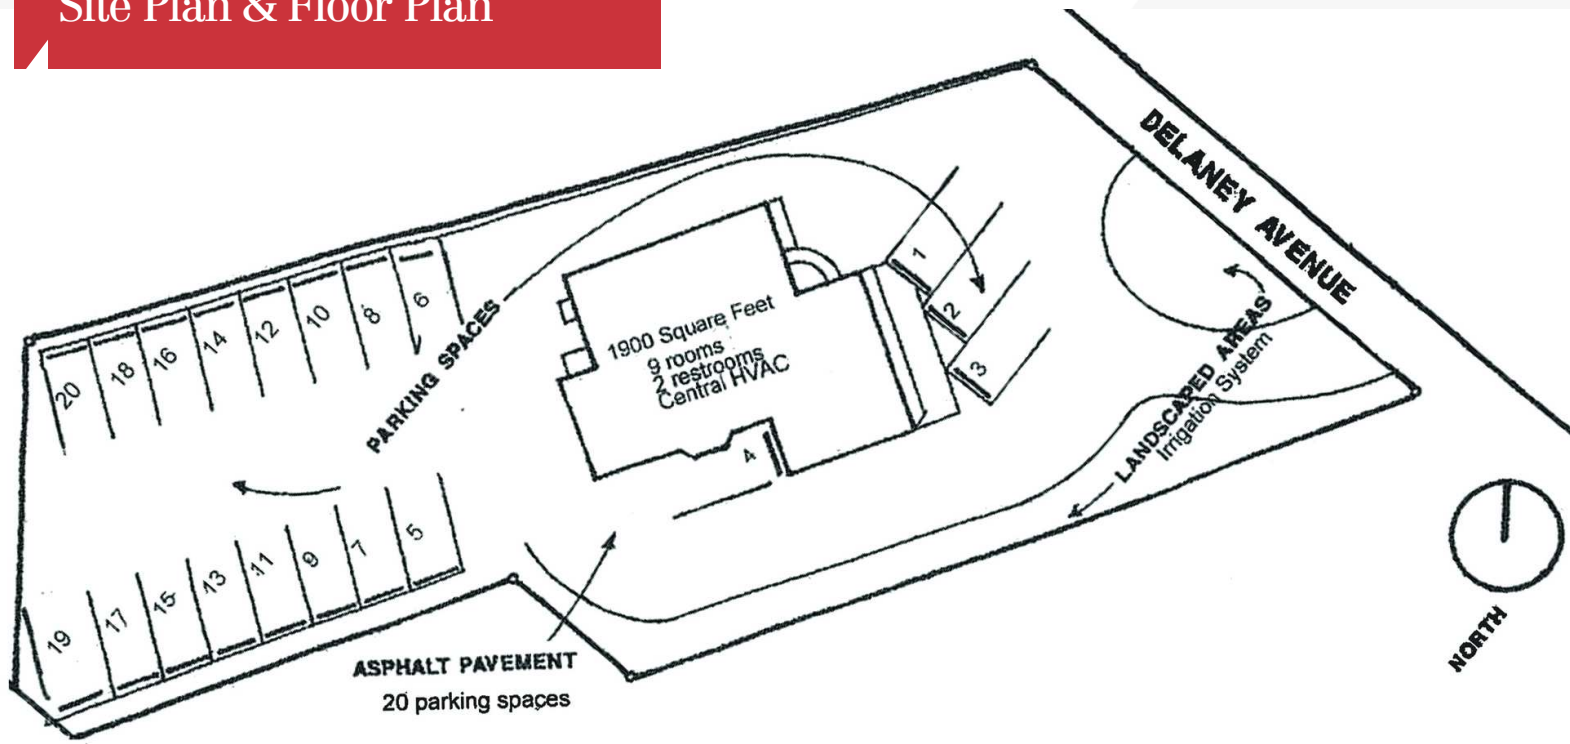 Site Plan & Floor Plan
DELANEY AVENUE
1
2
3
1900 Square Feet
9 rooms
2 restrooms
Central HVAC
4
PARKING SPACES
6
8
10
12
14
16
18
20
LANDSCAPED AREAS
Irrigation System
5
7
9
11
13
15
17
19
ASPHALT PAVEMENT
20 parking spaces
NORTH